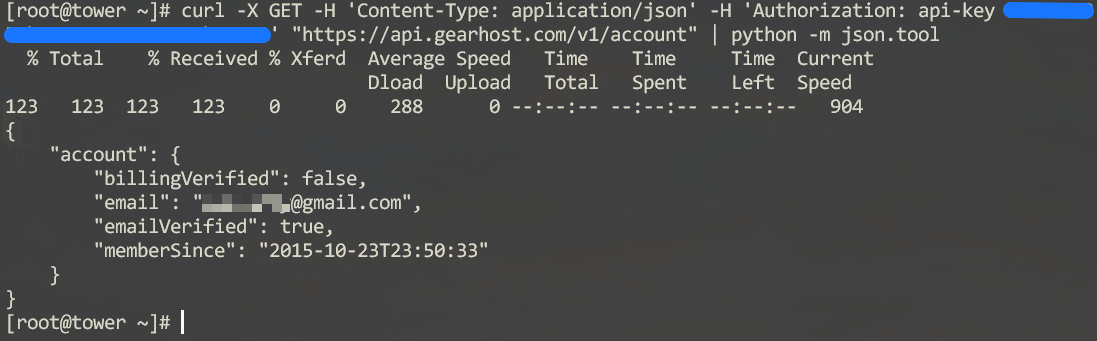 [root@tower ~]# curl -X GET -H 'Content-Type: application/json' -H 'Authorization: api-key
' "https://api.gearhost.com/v1/account" | python -m json.tool
% Total % Received % Xferd Average Speed Time Time Time Current
Dload Upload Total Spent Left Speed
123 123 123 123 0 0 288 0 --:--:-- --:--:-- --:--:-- 904
{
"account": {
"billingVerified": false,
"email": "@gmail.com",
"emailVerified": true,
"memberSince": "2015-10-23T23:50:33"
}
}
[root@tower ~]#